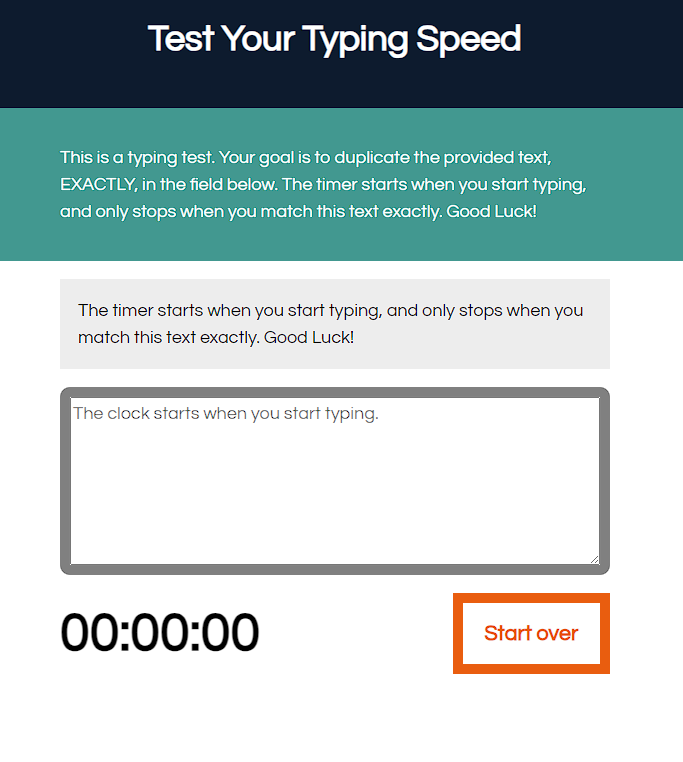 Test Your Typing Speed
This is a typing test. Your goal is to duplicate the provided text,
EXACTLY, in the field below. The timer starts when you start typing,
and only stops when you match this text exactly. Good Luck!
The timer starts when you start typing, and only stops when you
match this text exactly. Good Luck!
The clock starts when you start typing.
00:00:00
Start over